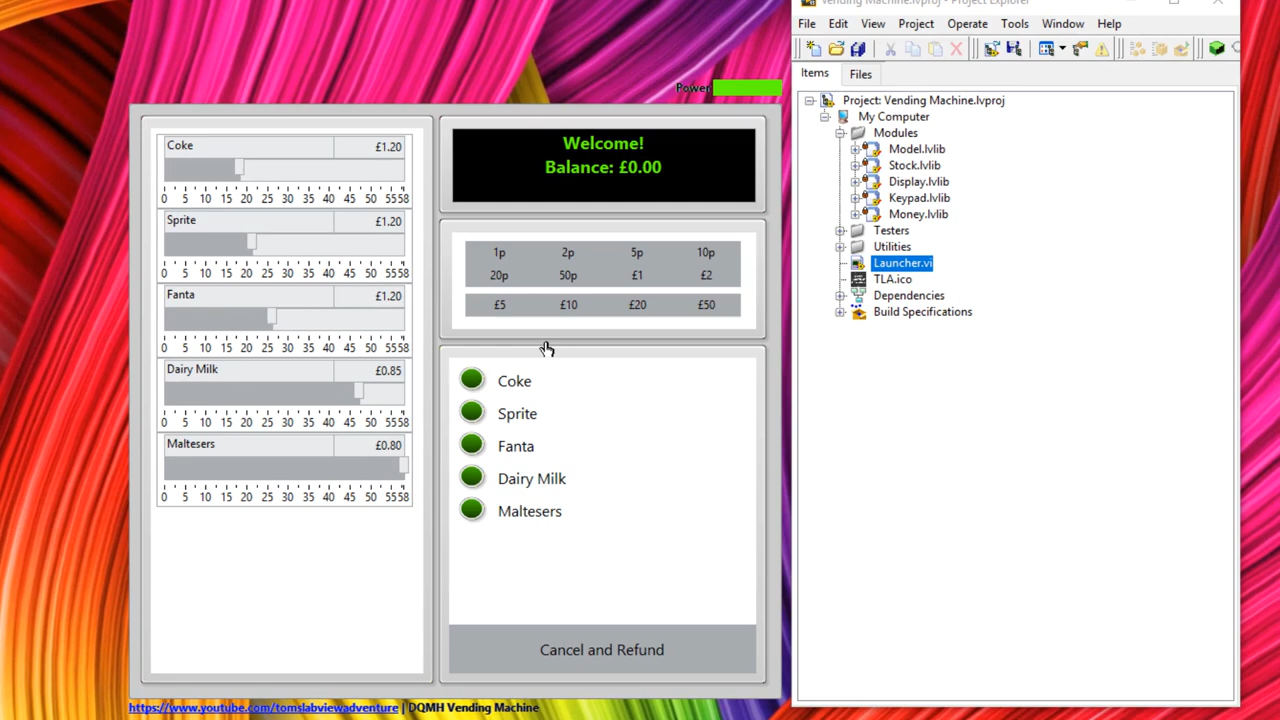 Vending Machine.lvproj - Project Explorer
File Edit View Project Operate Tools Window Help
Items Files
Project: Vending Machine.lvproj
My Computer
Modules
Model.lvlib
Stock.lvlib
Display.lvlib
Keypad.lvlib
Money.lvlib
Testers
Utilities
Launcher.vi
TLA.ico
Dependencies
Build Specifications
Power
Coke £1.20
0 5 10 15 20 25 30 35 40 45 50 5558
Sprite £1.20
0 5 10 15 20 25 30 35 40 45 50 5558
Fanta £1.20
0 5 10 15 20 25 30 35 40 45 50 5558
Dairy Milk £0.85
0 5 10 15 20 25 30 35 40 45 50 5558
Maltesers £0.80
0 5 10 15 20 25 30 35 40 45 50 5558
Welcome!
Balance: £0.00
1p 2p 5p 10p
20p 50p £1 £2
£5 £10 £20 £50
Coke
Sprite
Fanta
Dairy Milk
Maltesers
Cancel and Refund
https://www.youtube.com/tomslabviewadventure | DQMH Vending Machine